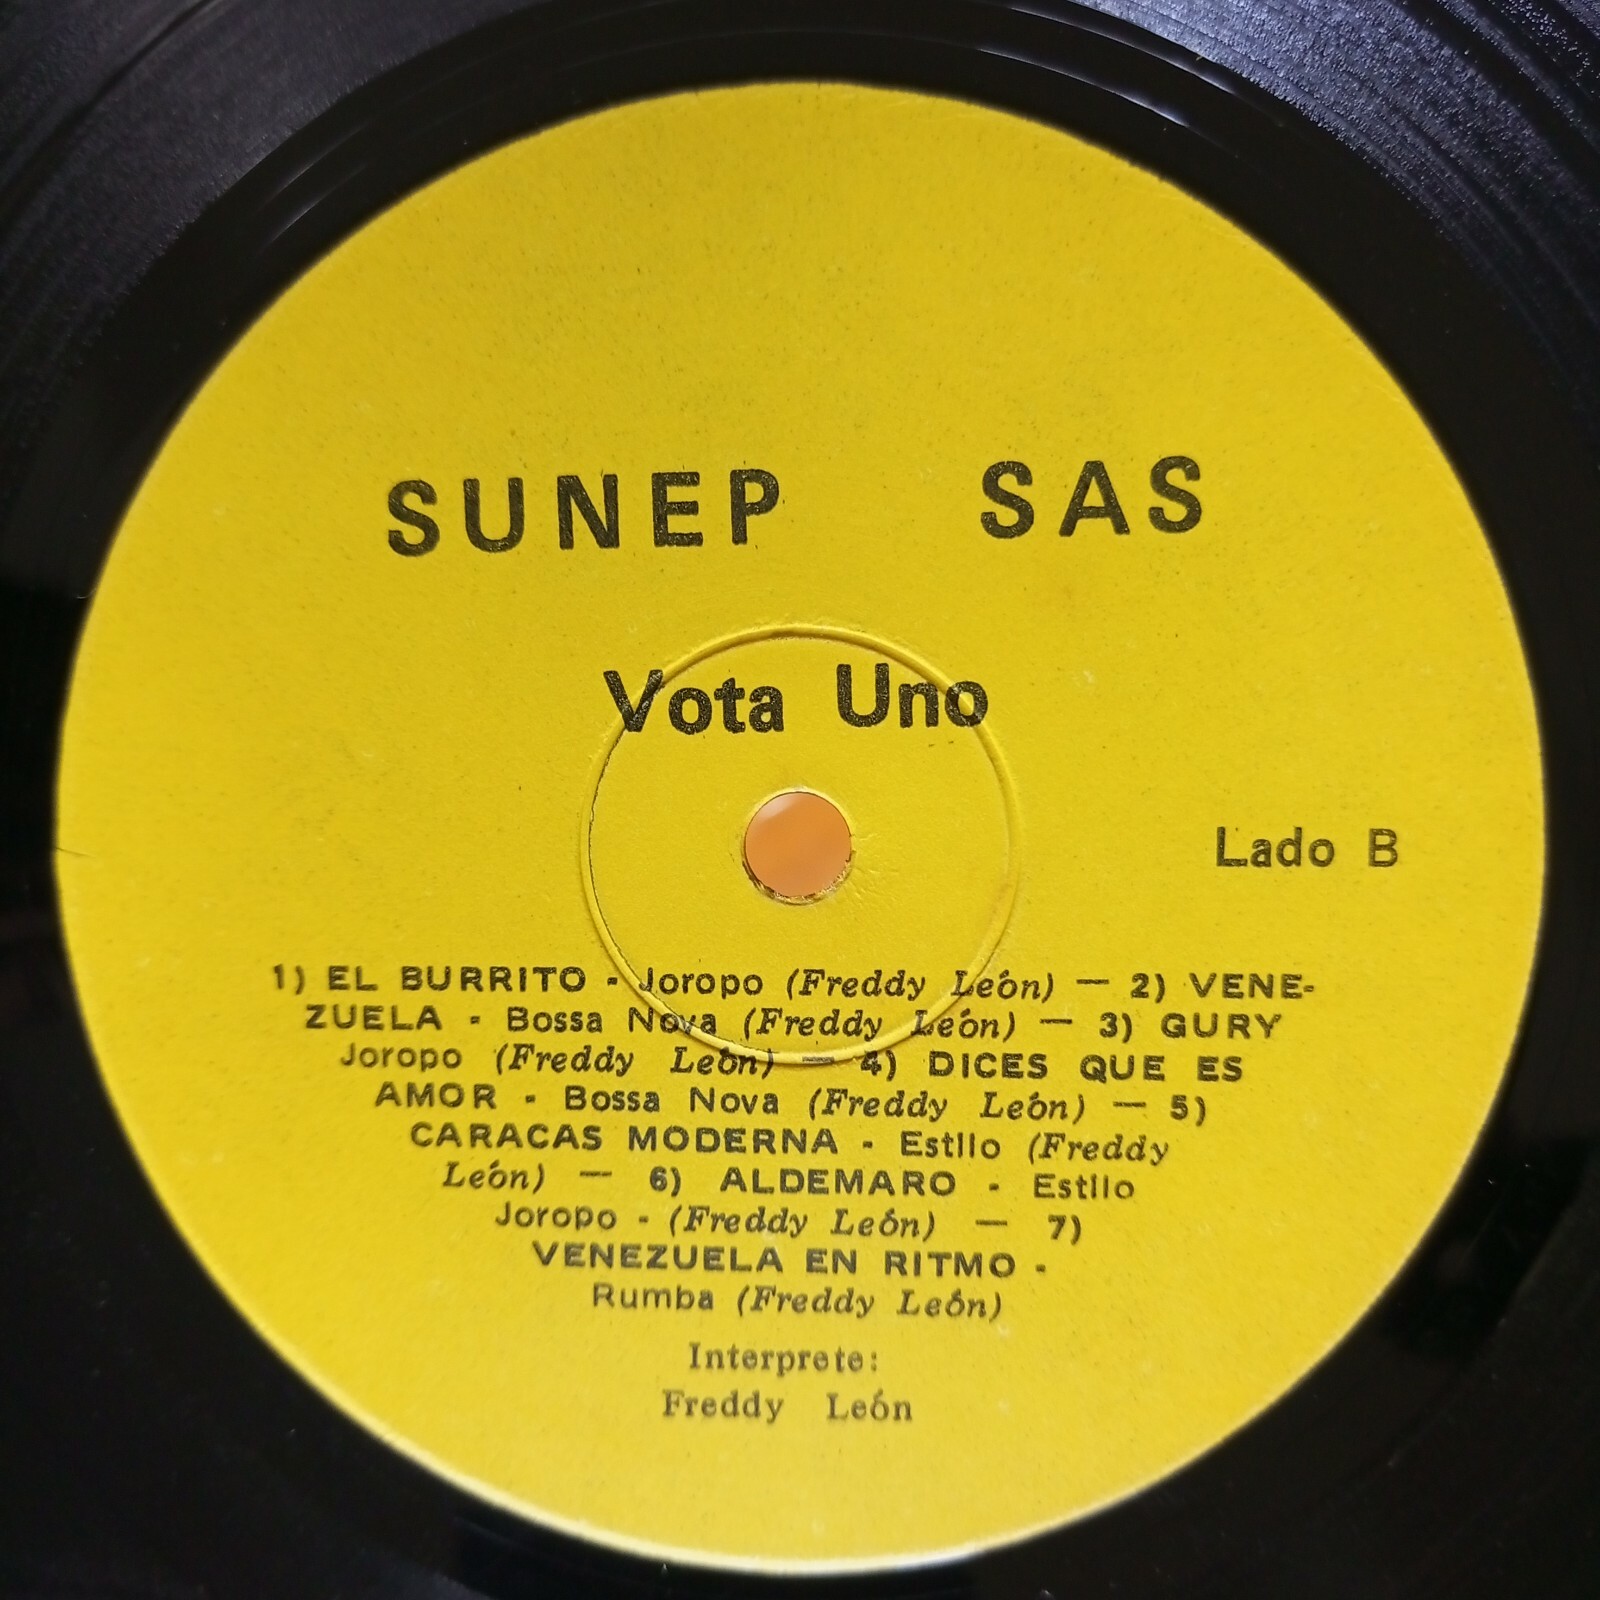 SUNEP SAS
Vota Uno
Lado B
1) EL BURRITO - Joropo (Freddy León) — 2) VENE-
ZUELA - Bossa Nova (Freddy León) — 3) GURY
Joropo (Freddy León) — 4) DICES QUE ES
AMOR - Bossa Nova (Freddy León) — 5)
CARACAS MODERNA - Estilo (Freddy
León) — 6) ALDEMARO - Estilo
Joropo - (Freddy León) — 7)
VENEZUELA EN RITMO -
Rumba (Freddy León)
Interprete:
Freddy León